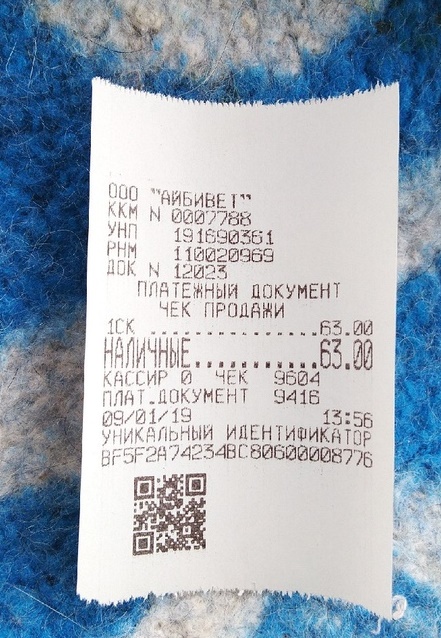 ООО "АЙБИВЕТ"
ККМ N 0007788
УНП 191690361
РНМ 110020969
ДОК N 12023
ПЛАТЕЖНЫЙ ДОКУМЕНТ
ЧЕК ПРОДАЖИ
1СК ....................63.00
НАЛИЧНЫЕ............63.00
КАССИР 0 ЧЕК 9604
ПЛАТ.ДОКУМЕНТ 9416
09/01/19 13:56
УНИКАЛЬНЫЙ ИДЕНТИФИКАТОР
BF5F2A74234BC80600008776